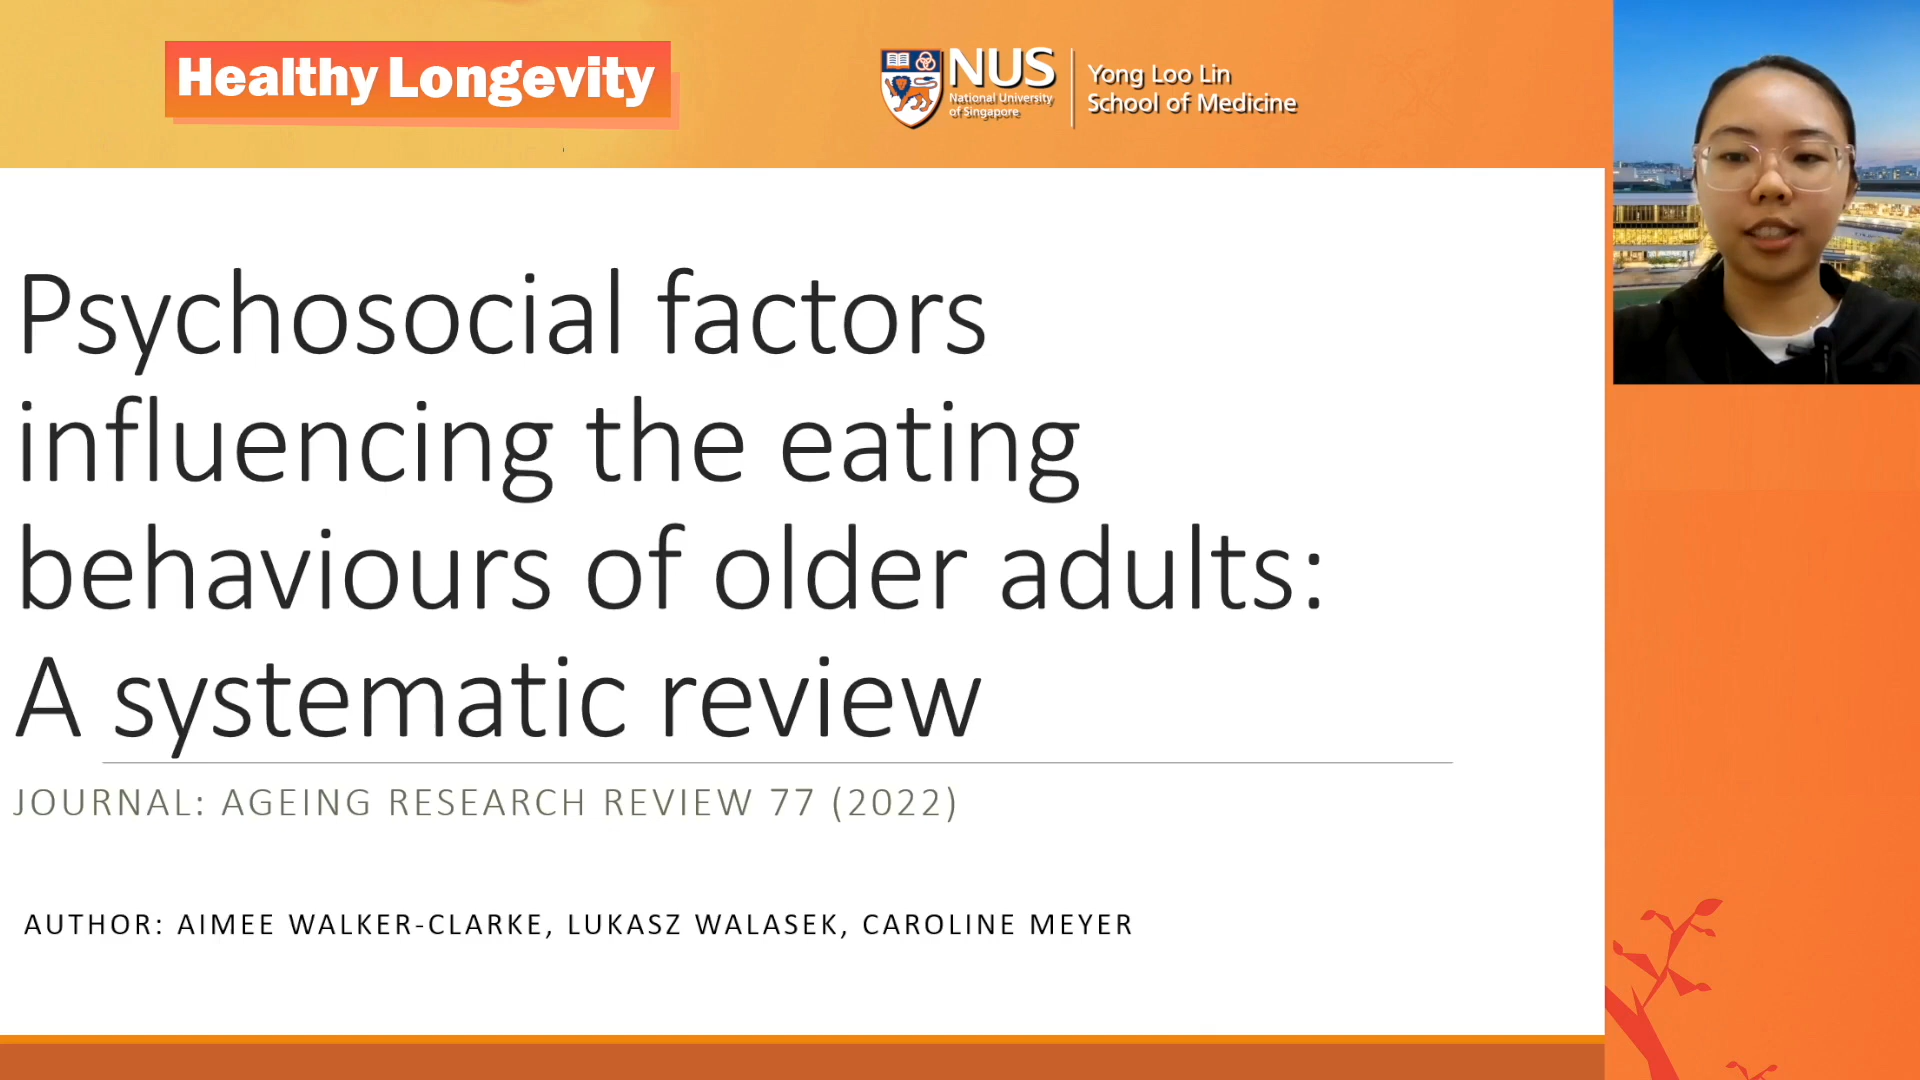 Healthy Longevity
NUS
National University
of Singapore
Yong Loo Lin
School of Medicine
Psychosocial factors
influencing the eating
behaviours of older adults:
A systematic review
JOURNAL: AGEING RESEARCH REVIEW 77 (2022)
AUTHOR: AIMEE WALKER-CLARKE, LUKASZ WALASEK, CAROLINE MEYER